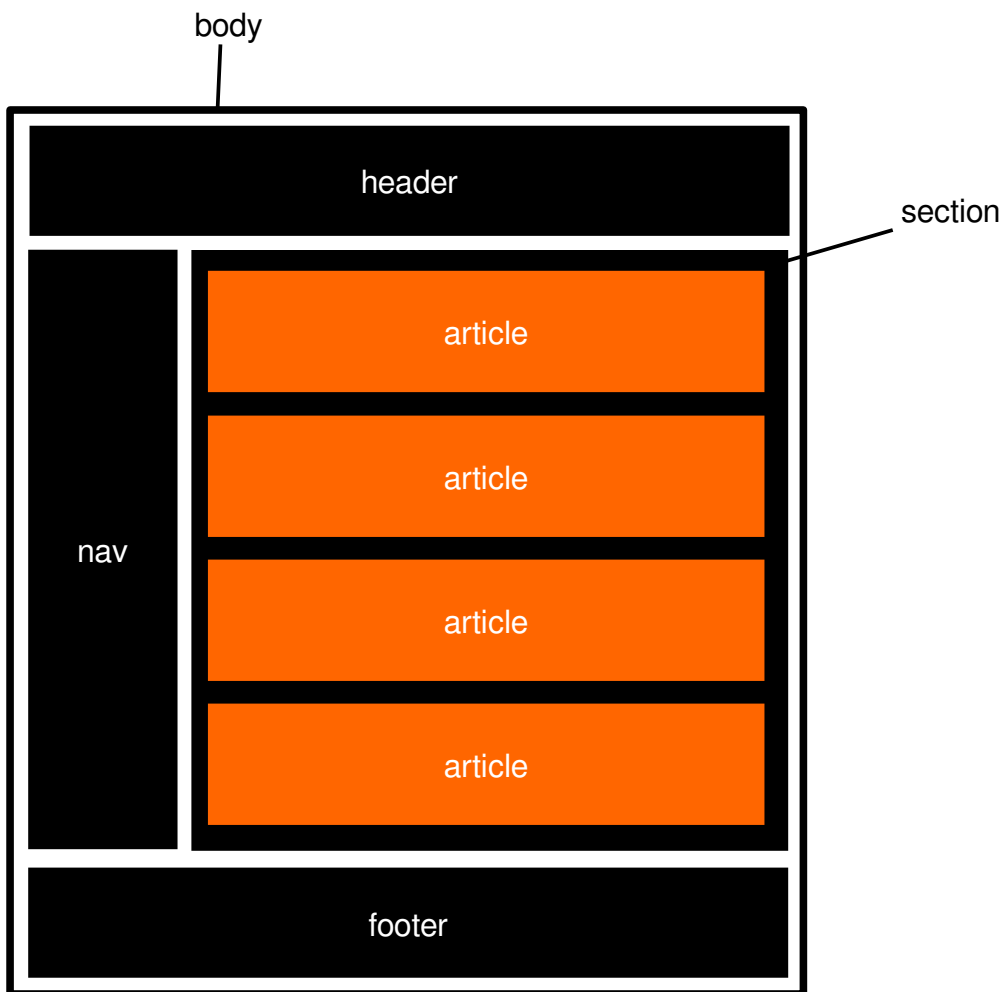 body
header
section
article
article
nav
article
article
footer